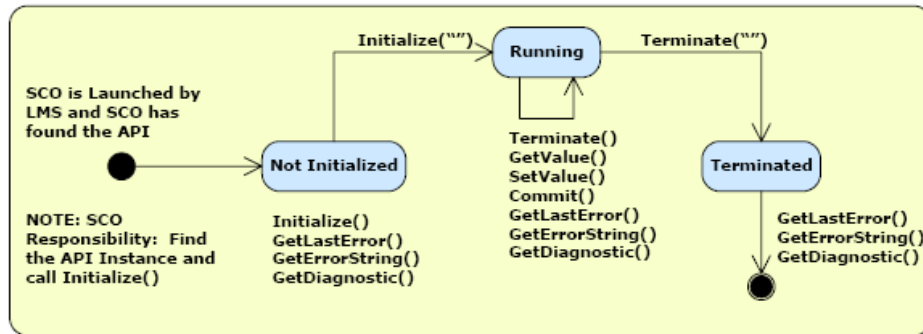 Initialize(“”)
Running
Terminate(“”)
SCO is Launched by
LMS and SCO has
found the API
Not Initialized
Terminated
Terminate()
GetValue()
SetValue()
Commit()
GetLastError()
GetErrorString()
GetDiagnostic()
NOTE: SCO
Responsibility: Find
the API Instance and
call Initialize()
Initialize()
GetLastError()
GetErrorString()
GetDiagnostic()
GetLastError()
GetErrorString()
GetDiagnostic()